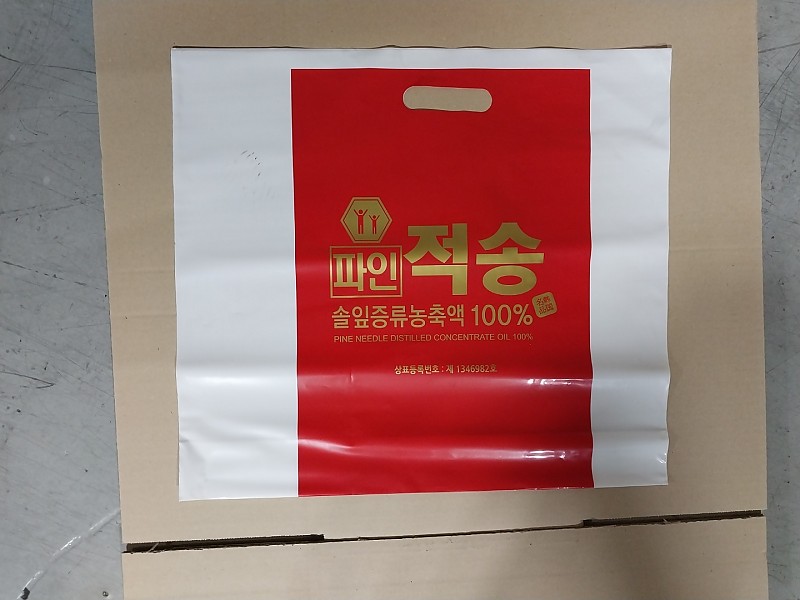 파인 적송
솔잎증류농축액 100%
PINE NEEDLE DISTILLED CONCENTRATE OIL 100%
상표등록번호 : 제 1346982호